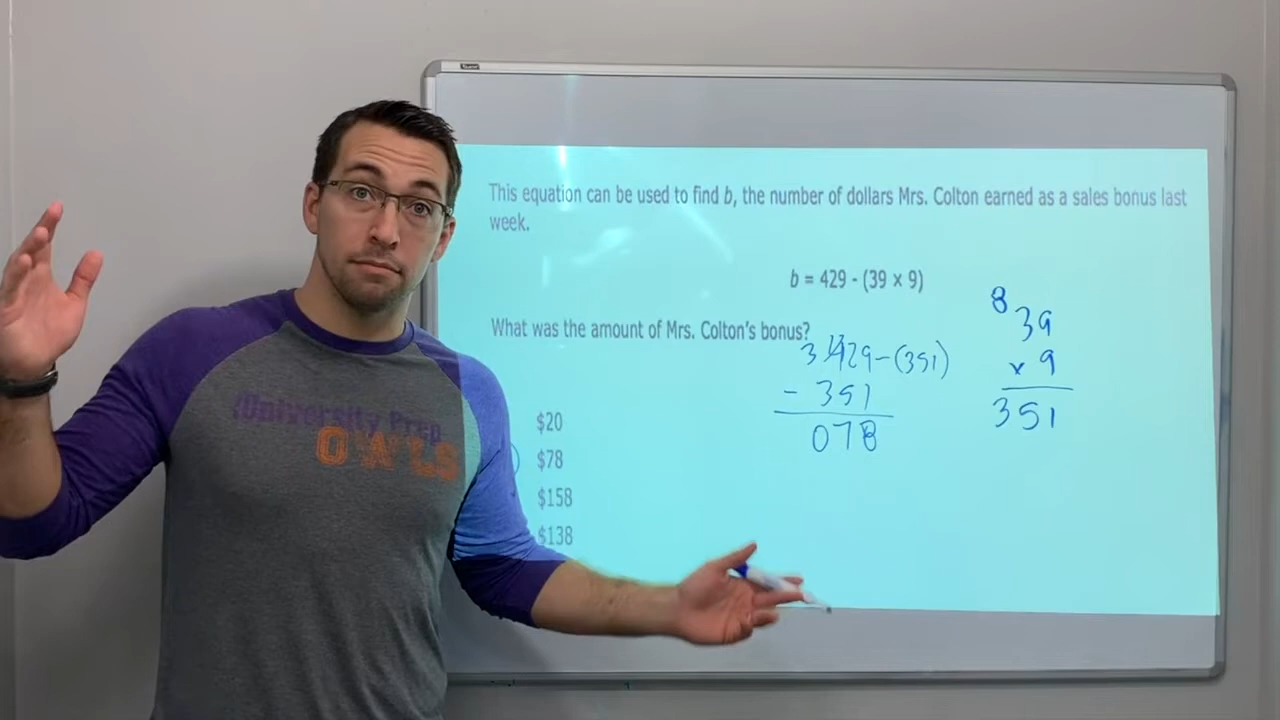 This equation can be used to find b, the number of dollars Mrs. Colton earned as a sales bonus last
week.
b = 429 - (39 x 9)
What was the amount of Mrs. Colton's bonus?
$20
$78
$158
$138
3 1429-(351)
- 351
078
8
39
x 9
351
University Prep
OWLS